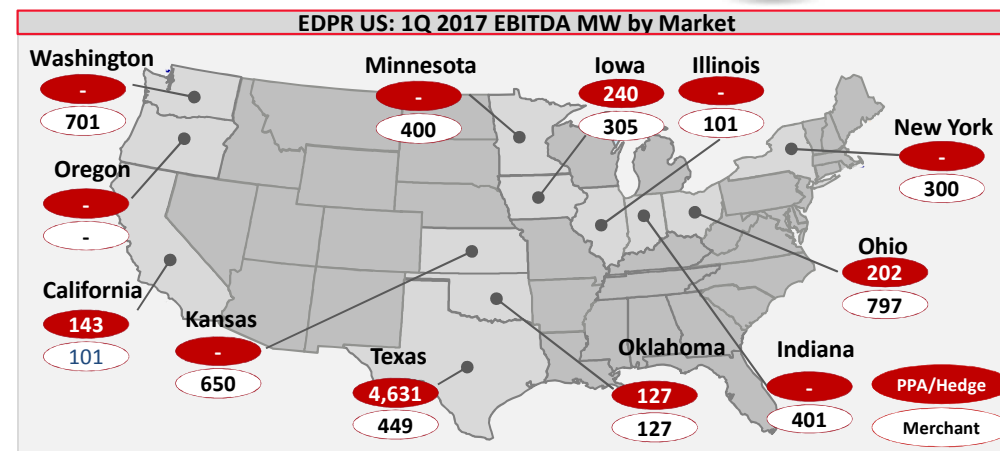 EDPR US: 1Q 2017 EBITDA MW by Market
Washington
-
701
Minnesota
-
400
Iowa
240
305
Illinois
-
101
New York
-
300
Oregon
-
-
Ohio
202
797
California
143
101
Kansas
-
650
Texas
4,631
449
Oklahoma
127
127
Indiana
-
401
PPA/Hedge
Merchant